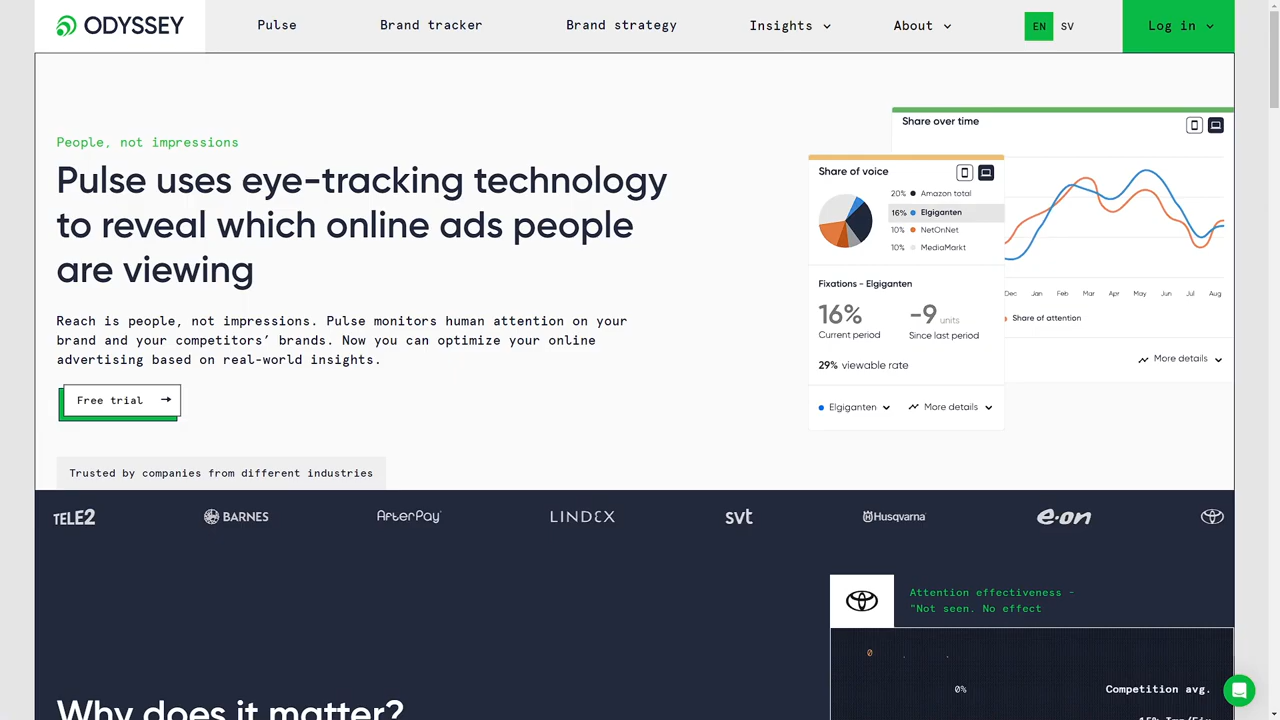 ODYSSEY
Pulse
Brand tracker
Brand strategy
Insights
About
EN
SV
Log in
People, not impressions
Pulse uses eye-tracking technology
to reveal which online ads people
are viewing
Reach is people, not impressions. Pulse monitors human attention on your
brand and your competitors’ brands. Now you can optimize your online
advertising based on real-world insights.
Free trial
Share over time
Share of voice
20% Amazon total
16% Elgiganten
10% NetOnNet
10% MediaMarkt
Fixations - Elgiganten
16%
Current period
-9 units
Since last period
29% viewable rate
Elgiganten
More details
Dec Jan Feb Mar Apr May Jun Jul Aug
Share of attention
More details
Trusted by companies from different industries
TELE2
BARNES
AfterPay
LINDEX
svt
Husqvarna
e.on
Attention effectiveness -
"Not seen. No effect
0
0%
Competition avg.
Why does it matter?